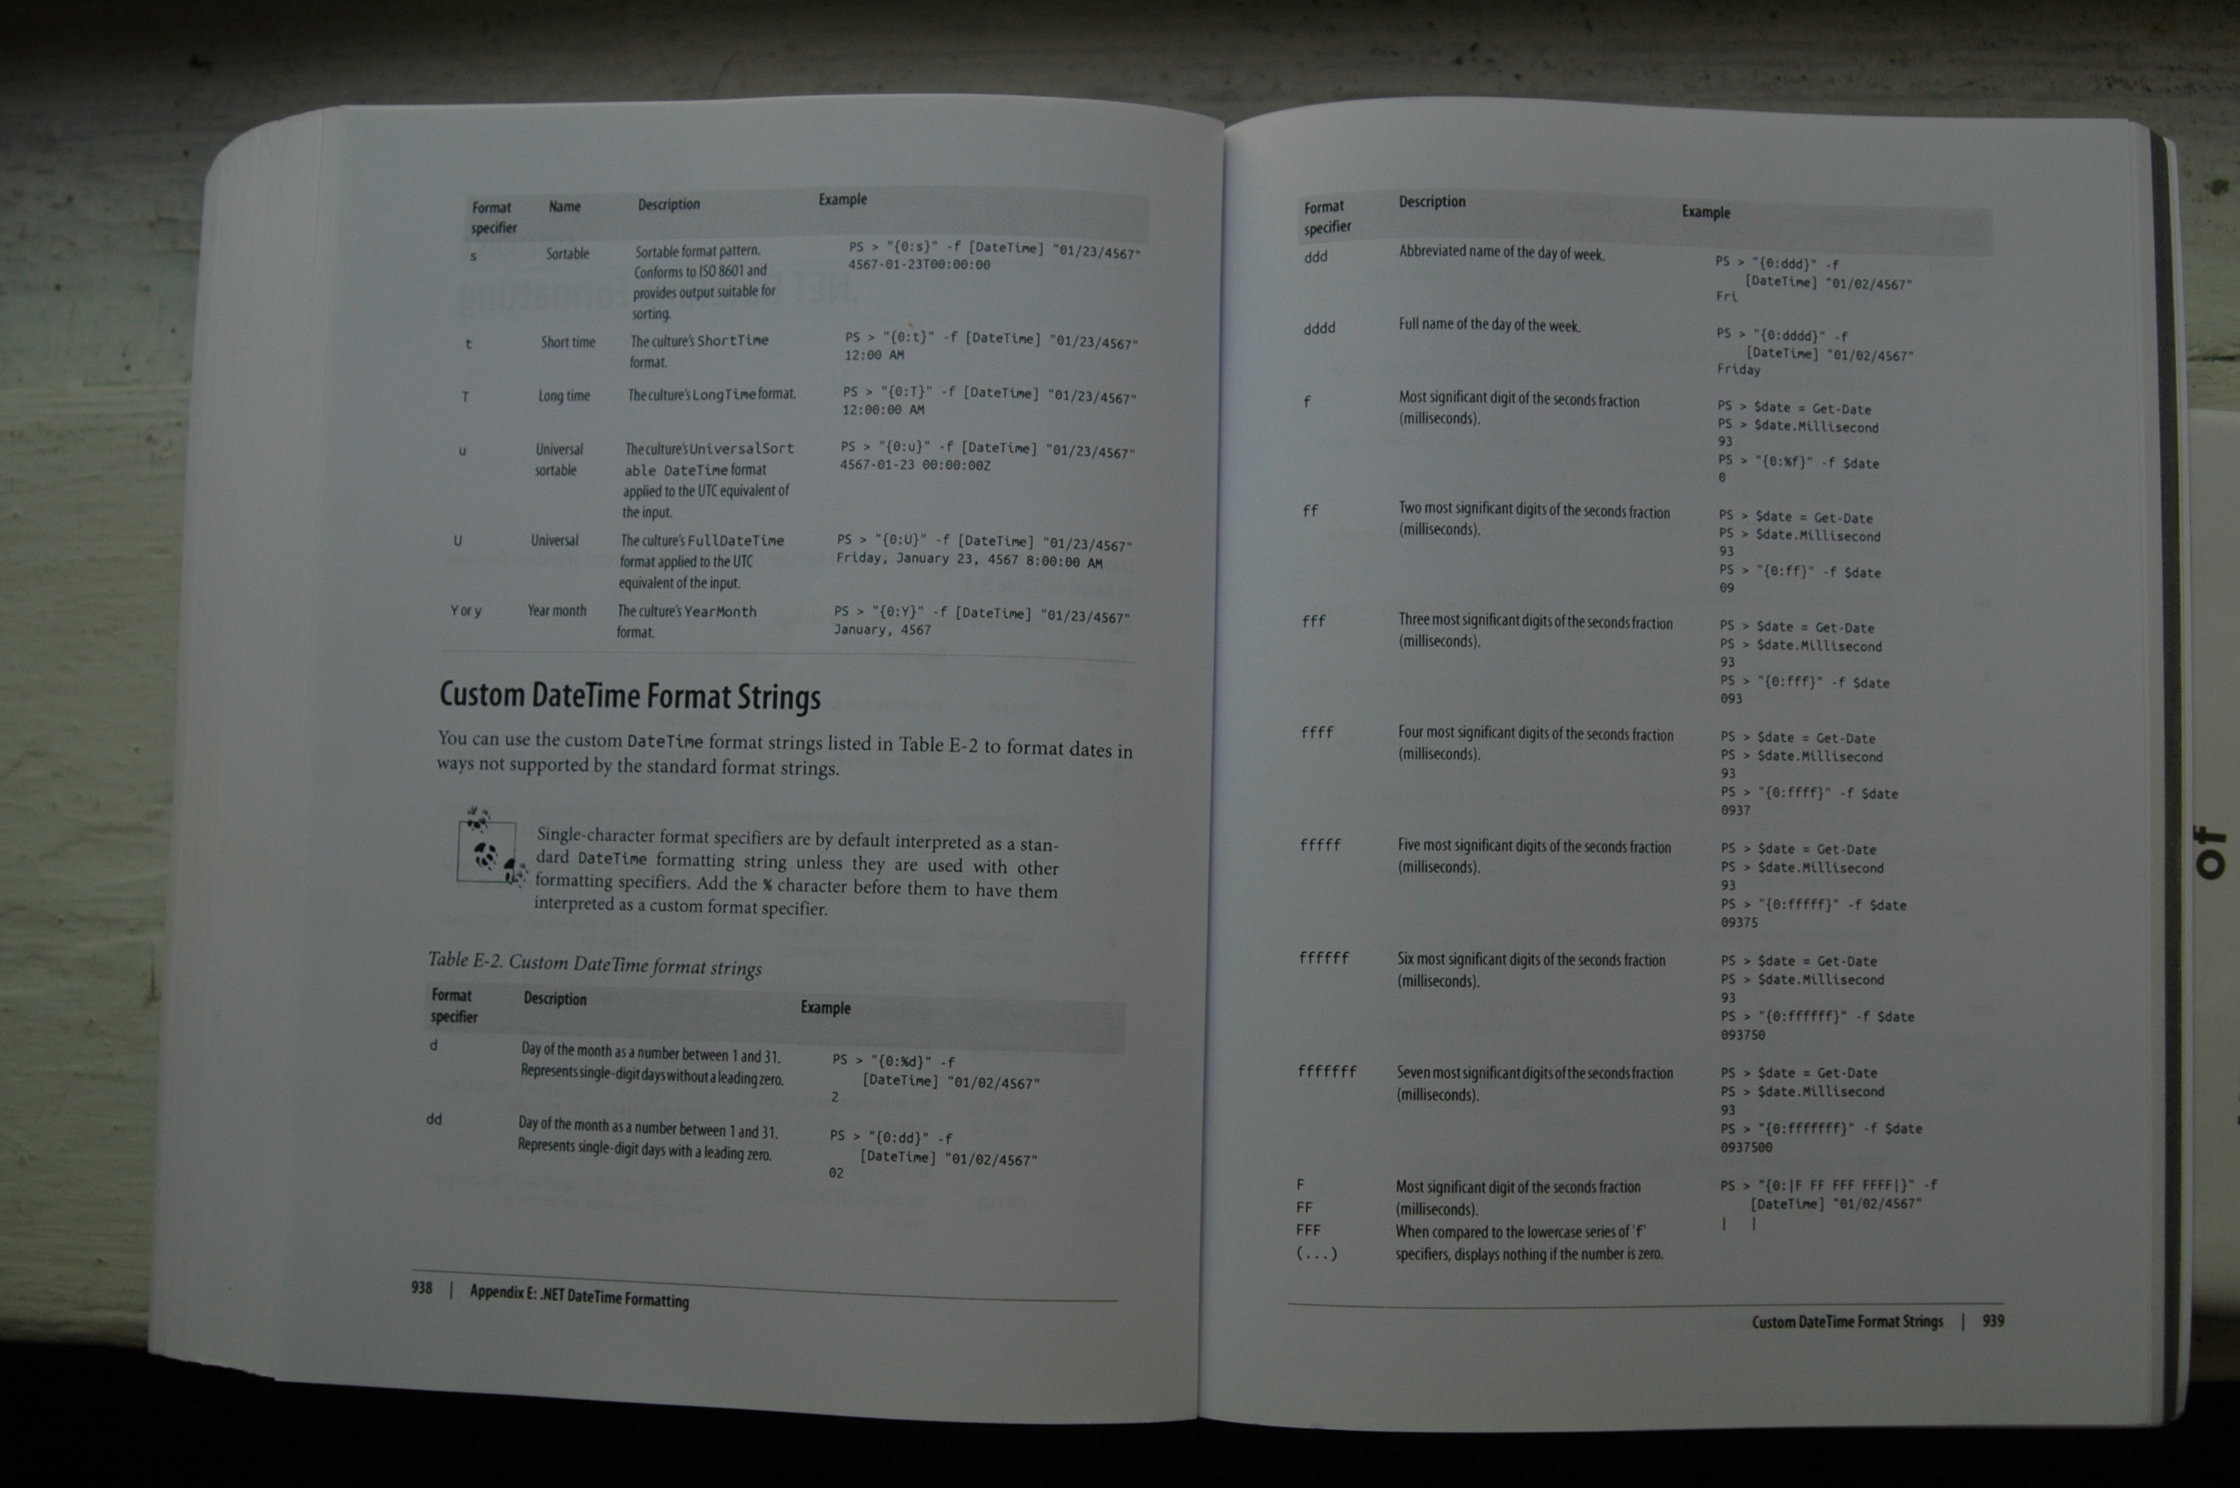 Format Name Description Example
specifier
s Sortable Sortable format pattern. PS > "{0:s}" -f [DateTime] "01/23/4567"
Conforms to ISO 8601 and 4567-01-23T00:00:00
provides output suitable for
sorting.
t Short time The culture's ShortTime PS > "{0:t}" -f [DateTime] "01/23/4567"
format. 12:00 AM
T Long time The culture's LongTime format. PS > "{0:T}" -f [DateTime] "01/23/4567"
12:00:00 AM
u Universal The culture's UniversalSort PS > "{0:u}" -f [DateTime] "01/23/4567"
sortable able DateTime format 4567-01-23 00:00:00Z
applied to the UTC equivalent of
the input.
U Universal The culture's FullDateTime PS > "{0:U}" -f [DateTime] "01/23/4567"
format applied to the UTC Friday, January 23, 4567 8:00:00 AM
equivalent of the input.
Y or y Year month The culture's YearMonth PS > "{0:Y}" -f [DateTime] "01/23/4567"
format. January, 4567
Custom DateTime Format Strings
You can use the custom DateTime format strings listed in Table E-2 to format dates in
ways not supported by the standard format strings.
Single-character format specifiers are by default interpreted as a stan-
dard DateTime formatting string unless they are used with other
formatting specifiers. Add the % character before them to have them
interpreted as a custom format specifier.
Table E-2. Custom DateTime format strings
Format Description Example
specifier
d Day of the month as a number between 1 and 31. PS > "{0:%d}" -f
Represents single-digit days without a leading zero. [DateTime] "01/02/4567"
2
dd Day of the month as a number between 1 and 31. PS > "{0:dd}" -f
Represents single-digit days with a leading zero. [DateTime] "01/02/4567"
02
938 | Appendix E: .NET DateTime Formatting
Format Description Example
specifier
ddd Abbreviated name of the day of week. PS > "{0:ddd}" -f
[DateTime] "01/02/4567"
Fri
dddd Full name of the day of the week. PS > "{0:dddd}" -f
[DateTime] "01/02/4567"
Friday
f Most significant digit of the seconds fraction PS > $date = Get-Date
(milliseconds). PS > $date.Millisecond
93
PS > "{0:%f}" -f $date
0
ff Two most significant digits of the seconds fraction PS > $date = Get-Date
(milliseconds). PS > $date.Millisecond
93
PS > "{0:ff}" -f $date
09
fff Three most significant digits of the seconds fraction PS > $date = Get-Date
(milliseconds). PS > $date.Millisecond
93
PS > "{0:fff}" -f $date
093
ffff Four most significant digits of the seconds fraction PS > $date = Get-Date
(milliseconds). PS > $date.Millisecond
93
PS > "{0:ffff}" -f $date
0937
fffff Five most significant digits of the seconds fraction PS > $date = Get-Date
(milliseconds). PS > $date.Millisecond
93
PS > "{0:fffff}" -f $date
09375
ffffff Six most significant digits of the seconds fraction PS > $date = Get-Date
(milliseconds). PS > $date.Millisecond
93
PS > "{0:ffffff}" -f $date
093750
fffffff Seven most significant digits of the seconds fraction PS > $date = Get-Date
(milliseconds). PS > $date.Millisecond
93
PS > "{0:fffffff}" -f $date
0937500
F Most significant digit of the seconds fraction PS > "{0:|F FF FFF FFFF|}" -f
FF (milliseconds). [DateTime] "01/02/4567"
FFF When compared to the lowercase series of 'f' | |
(...) specifiers, displays nothing if the number is zero.
Custom DateTime Format Strings | 939
of